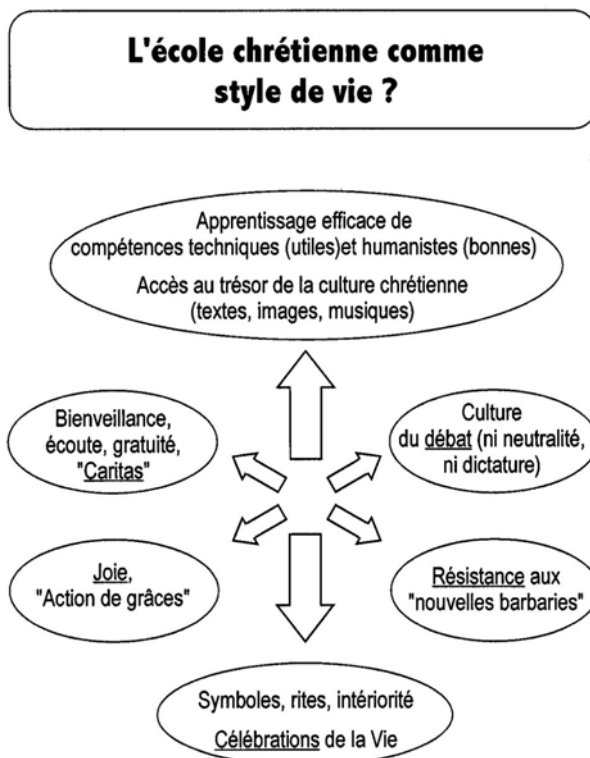 L'école chrétienne comme
style de vie ?
Apprentissage efficace de
compétences techniques (utiles)et humanistes (bonnes)
Accès au trésor de la culture chrétienne
(textes, images, musiques)
Bienveillance,
écoute, gratuité,
"Caritas"
Culture
du débat (ni neutralité,
ni dictature)
Joie,
"Action de grâces"
Résistance aux
"nouvelles barbaries"
Symboles, rites, intériorité
Célébrations de la Vie